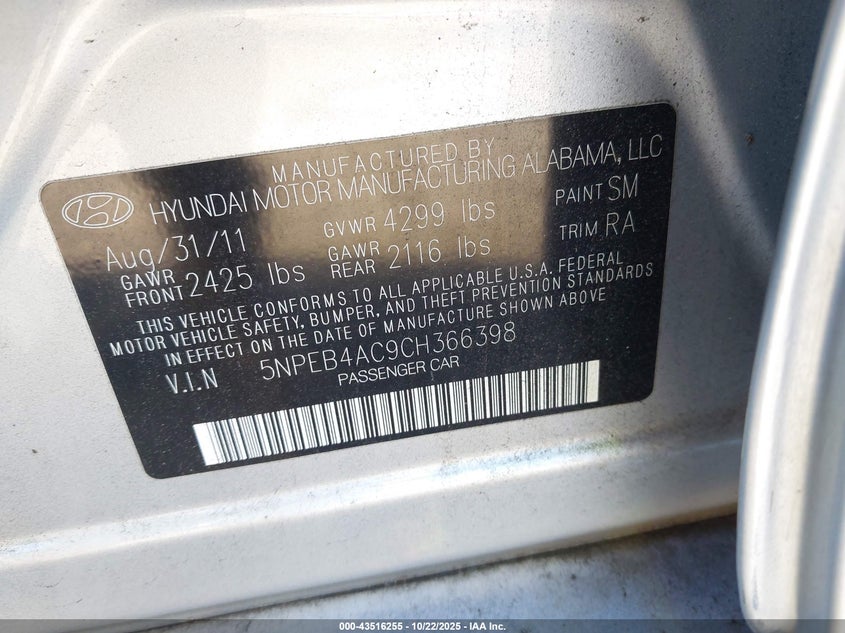 MANUFACTURED BY
HYUNDAI MOTOR MANUFACTURING ALABAMA, LLC
Aug/31/11 GVWR 4299 lbs PAINT SM
GAWR FRONT 2425 lbs GAWR REAR 2116 lbs TRIM RA
THIS VEHICLE CONFORMS TO ALL APPLICABLE U.S.A. FEDERAL
MOTOR VEHICLE SAFETY, BUMPER, AND THEFT PREVENTION STANDARDS
IN EFFECT ON THE DATE OF MANUFACTURE SHOWN ABOVE
V.I.N 5NPEB4AC9CH366398
PASSENGER CAR
000-43516255 - 10/22/2025 - IAA Inc.